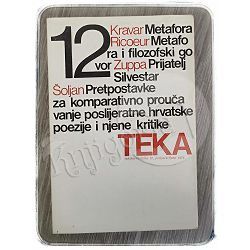 12
Kravar Metafora
Ricoeur Metafo
ra i filozofski go
vor Zuppa Prijatelj
Silvestar
Šoljan Pretpostavke
za komparativno prouča
vanje poslijeratne hrvatske
poezije i njene kritike
TEKA